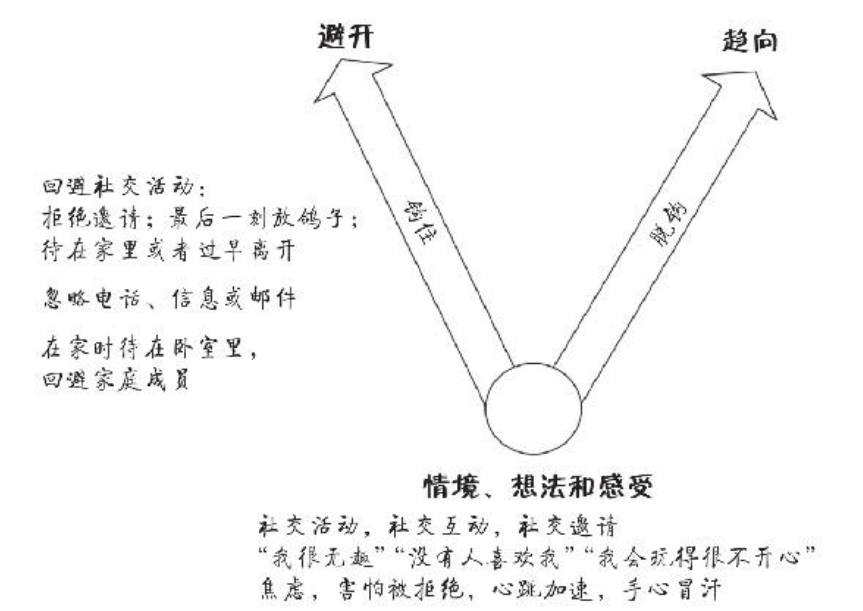 避开
趋向
回避社交活动：
拒绝邀请；最后一刻放鸽子；
待在家里或者过早离开
忽略电话、信息或邮件
在家时待在卧室里，
回避家庭成员
钩住
脱钩
情境、想法和感受
社交活动，社交互动，社交邀请
“我很无趣”“没有人喜欢我”“我会玩得很不开心”
焦虑，害怕被拒绝，心跳加速，手心冒汗